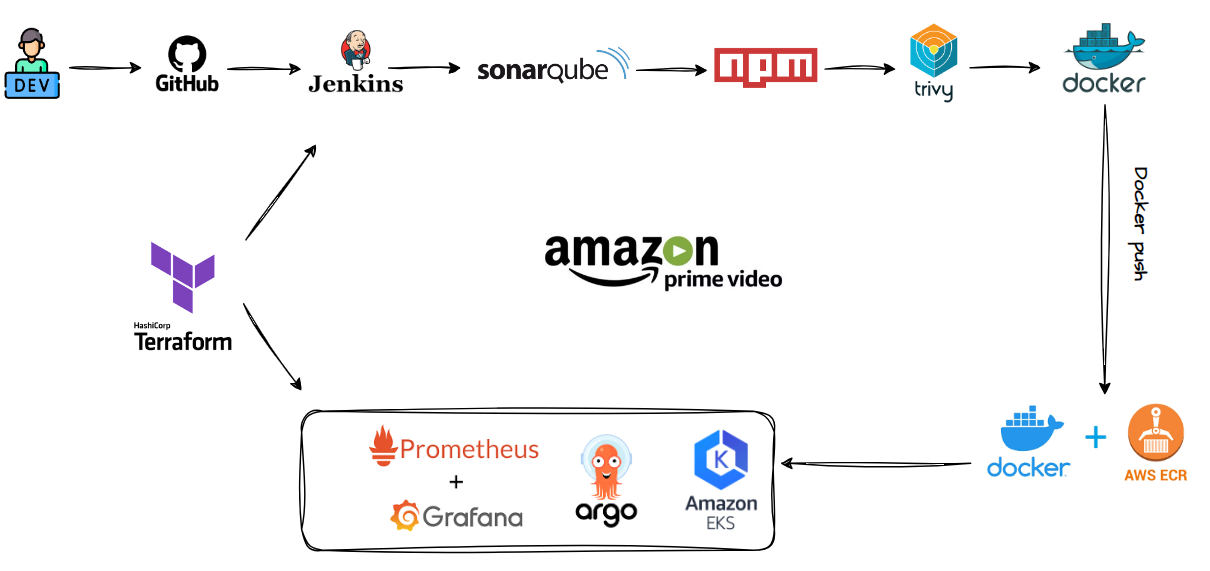 DEV
GitHub
Jenkins
sonarqube
npm
trivy
docker
Docker push
HashiCorp
Terraform
amazon
prime video
Prometheus
+
Grafana
argo
K
Amazon
EKS
docker
+
AWS ECR